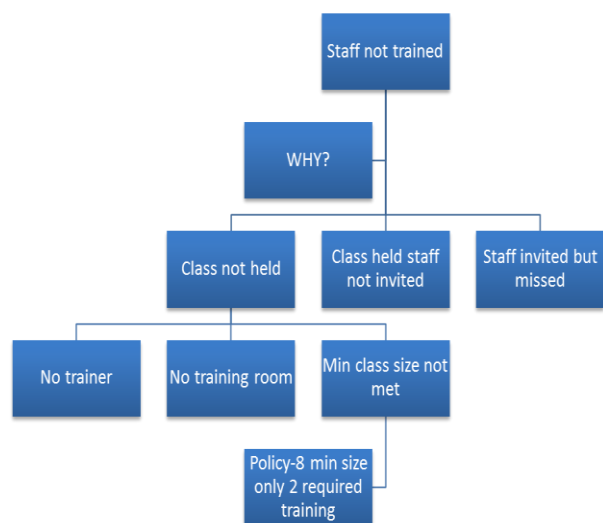 Staff not trained
WHY?
Class not held
Class held staff
not invited
Staff invited but
missed
No trainer
No training room
Min class size not
met
Policy-8 min size
only 2 required
training